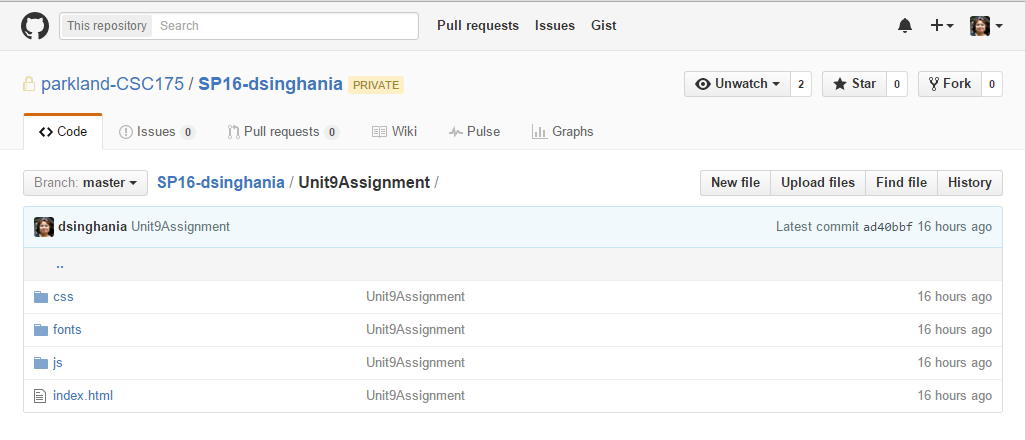 This repository Search Pull requests Issues Gist
parkland-CSC175 / SP16-dsinghania PRIVATE Unwatch 2 Star 0 Fork 0
Code Issues 0 Pull requests 0 Wiki Pulse Graphs
Branch: master SP16-dsinghania / Unit9Assignment / New file Upload files Find file History
dsinghania Unit9Assignment Latest commit ad40bbf 16 hours ago
..
css Unit9Assignment 16 hours ago
fonts Unit9Assignment 16 hours ago
js Unit9Assignment 16 hours ago
index.html Unit9Assignment 16 hours ago